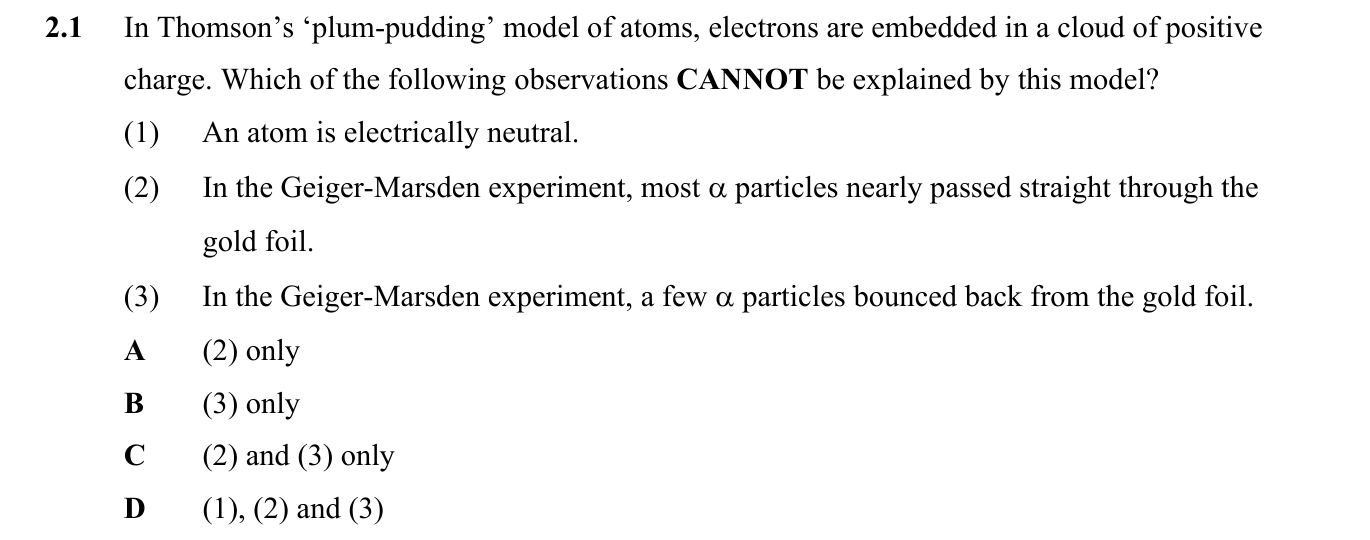 2.1 In Thomson’s ‘plum-pudding’ model of atoms, electrons are embedded in a cloud of positive
charge. Which of the following observations CANNOT be explained by this model?
(1) An atom is electrically neutral.
(2) In the Geiger-Marsden experiment, most α particles nearly passed straight through the
gold foil.
(3) In the Geiger-Marsden experiment, a few α particles bounced back from the gold foil.
A (2) only
B (3) only
C (2) and (3) only
D (1), (2) and (3)